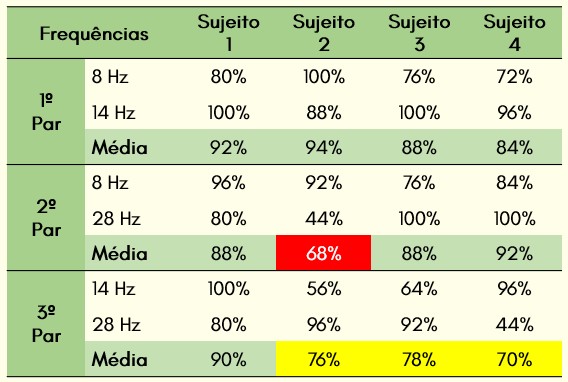 Frequências Sujeito 1 Sujeito 2 Sujeito 3 Sujeito 4
1º Par
8 Hz 80% 100% 76% 72%
14 Hz 100% 88% 100% 96%
Média 92% 94% 88% 84%
2º Par
8 Hz 96% 92% 76% 84%
28 Hz 80% 44% 100% 100%
Média 88% 68% 88% 92%
3º Par
14 Hz 100% 56% 64% 96%
28 Hz 80% 96% 92% 44%
Média 90% 76% 78% 70%